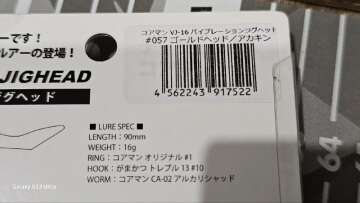 コアマン VJ-16 バイブレーションジグヘッド
#057 ゴールドヘッド/アカキン
4 562243 917522
ーです！
ルアーの登場！
JIGHEAD
グヘッド
■ LURE SPEC ■
LENGTH : 90mm
WEIGHT : 16g
RING : コアマン オリジナル #1
HOOK : がまかつ トレブル 13 #10
WORM : コアマン CA-02 アルカリシャッド
64